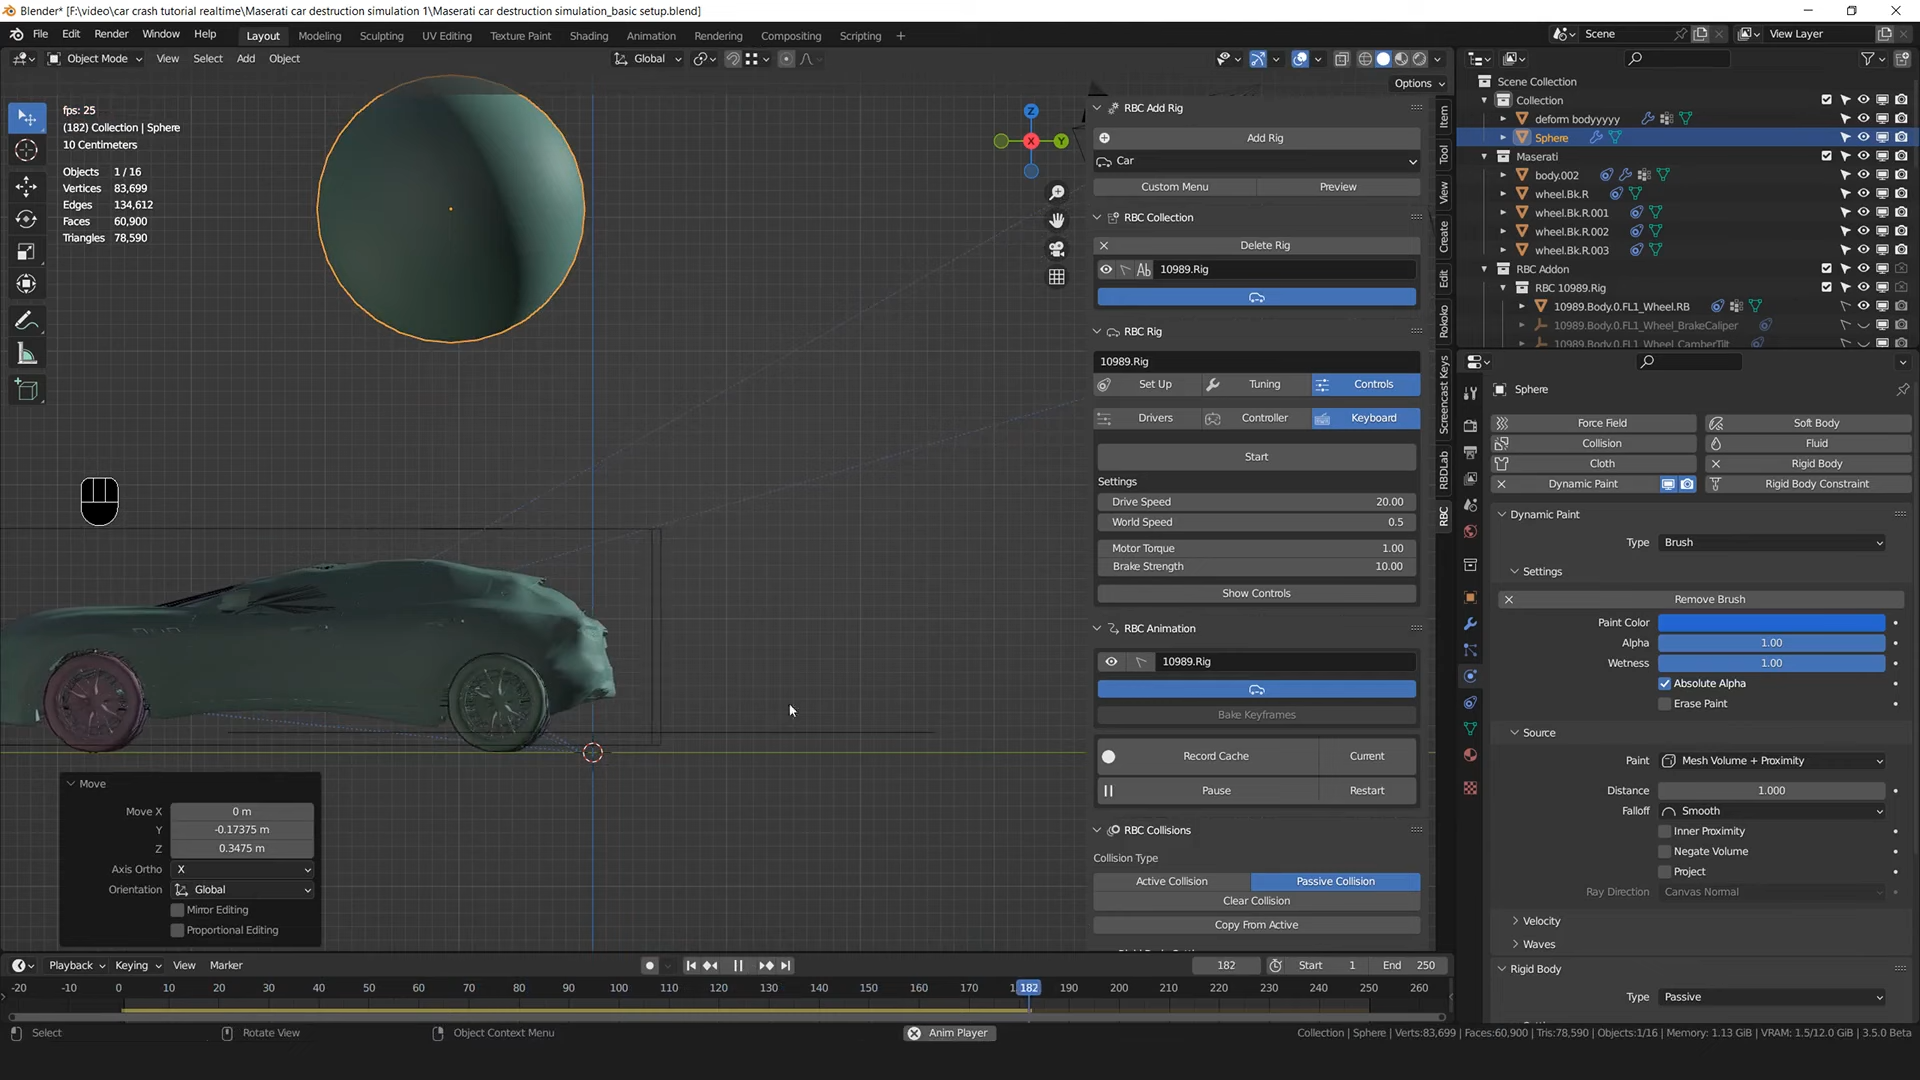 Blender* [F:\video\car crash tutorial realtime\Maserati car destruction simulation 1\Maserati car destruction simulation_basic setup.blend]
File Edit Render Window Help Layout Modeling Sculpting UV Editing Texture Paint Shading Animation Rendering Compositing Scripting Scene View Layer
Object Mode View Select Add Object Global
Options
fps: 25
(182) Collection | Sphere
10 Centimeters
Objects 1 / 16
Vertices 83,699
Edges 134,612
Faces 60,900
Triangles 78,590
Z
X
Y
Move
Move X 0 m
Y -0.17375 m
Z 0.3475 m
Axis Ortho X
Orientation Global
Mirror Editing
Proportional Editing
RBC Add Rig
Add Rig
Car
Custom Menu Preview
RBC Collection
Delete Rig
Ab 10989.Rig
RBC Rig
10989.Rig
Set Up Tuning Controls
Drivers Controller Keyboard
Start
Settings
Drive Speed 20.00
World Speed 0.5
Motor Torque 1.00
Brake Strength 10.00
Show Controls
RBC Animation
10989.Rig
Bake Keyframes
Record Cache Current
Pause Restart
RBC Collisions
Collision Type
Active Collision Passive Collision
Clear Collision
Copy From Active
Item
Tool
View
Create
Edit
Rokoko
Screencast Keys
RBDLab
RBC
Scene Collection
Collection
deform bodyyyyy
Sphere
Maserati
body.002
wheel.Bk.R
wheel.Bk.R.001
wheel.Bk.R.002
wheel.Bk.R.003
RBC Addon
RBC 10989.Rig
10989.Body.0.FL1_Wheel.RB
10989.Body.0.FL1_Wheel_BrakeCaliper
10989.Body.0.FL1_Wheel_CamberTilt
Sphere
Force Field Soft Body
Collision Fluid
Cloth Rigid Body
Dynamic Paint Rigid Body Constraint
Dynamic Paint
Type Brush
Settings
Remove Brush
Paint Color
Alpha 1.00
Wetness 1.00
Absolute Alpha
Erase Paint
Source
Paint Mesh Volume + Proximity
Distance 1.000
Falloff Smooth
Inner Proximity
Negate Volume
Project
Ray Direction Canvas Normal
Velocity
Waves
Rigid Body
Type Passive
Playback Keying View Marker 182 Start 1 End 250
-20 -10 0 10 20 30 40 50 60 70 80 90 100 110 120 130 140 150 160 170 182 190 200 210 220 230 240 250 260
Select Rotate View Object Context Menu Anim Player Collection | Sphere | Verts:83,699 | Faces:60,900 | Tris:78,590 | Objects:1/16 | Memory: 1.13 GiB | VRAM: 1.5/12.0 GiB | 3.5.0 Beta